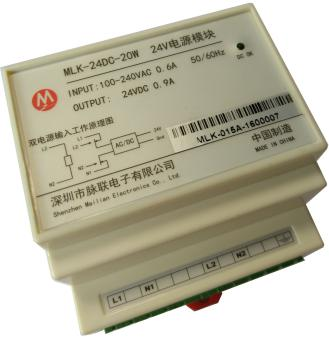 MLK-24DC-20W 24V电源模块
INPUT:100-240VAC 0.6A 50/60Hz
OUTPUT: 24VDC 0.9A
DC OK
双电源输入工作原理图
L2 L1 24V
AC/DC
Gnd
N2 N1
MLK-015A-1600007
中国制造
MADE IN CHINA
深圳市脉联电子有限公司
Shenzhen Meilian Electronics Co., Ltd.
L1 N1 L2 N2